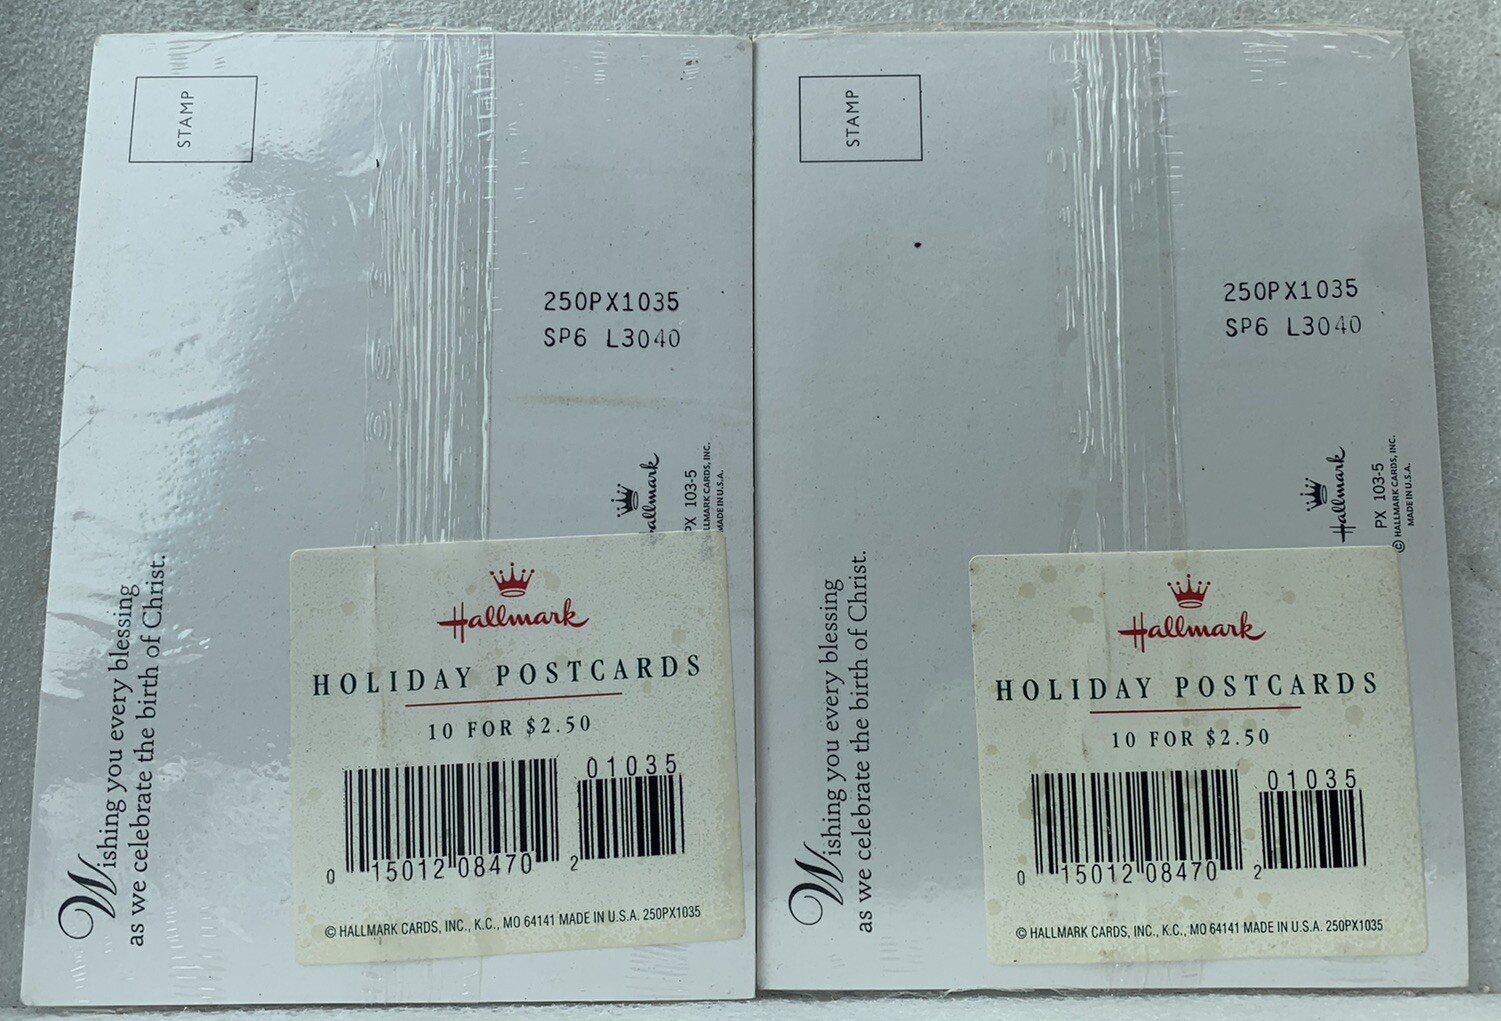 STAMP
250PX1035
SP6 L3040
Hallmark
PX 103-5
HALLMARK CARDS, INC.
MADE IN U.S.A.
Wishing you every blessing
as we celebrate the birth of Christ.
Hallmark
HOLIDAY POSTCARDS
10 FOR $2.50
01035
0 15012 08470 2
© HALLMARK CARDS, INC., K.C., MO 64141 MADE IN U.S.A. 250PX1035
STAMP
250PX1035
SP6 L3040
Hallmark
PX 103-5
© HALLMARK CARDS, INC.
MADE IN U.S.A.
Wishing you every blessing
as we celebrate the birth of Christ.
Hallmark
HOLIDAY POSTCARDS
10 FOR $2.50
01035
0 15012 08470 2
© HALLMARK CARDS, INC., K.C., MO 64141 MADE IN U.S.A. 250PX1035